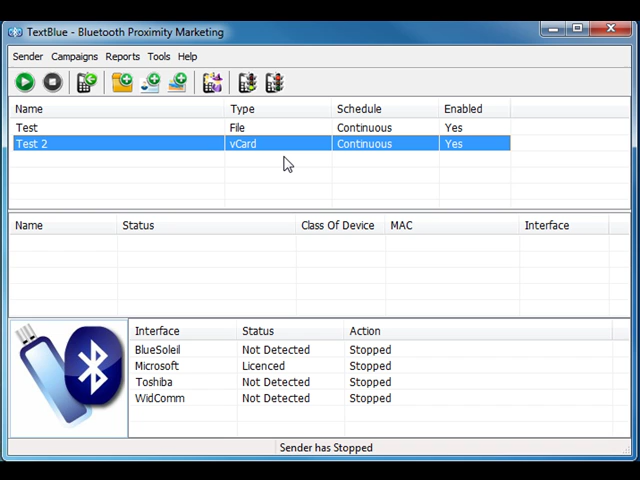 TextBlue - Bluetooth Proximity Marketing
Sender Campaigns Reports Tools Help
Name Type Schedule Enabled
Test File Continuous Yes
Test 2 vCard Continuous Yes
Name Status Class Of Device MAC Interface
Interface Status Action
BlueSoleil Not Detected Stopped
Microsoft Licenced Stopped
Toshiba Not Detected Stopped
WidComm Not Detected Stopped
Sender has Stopped